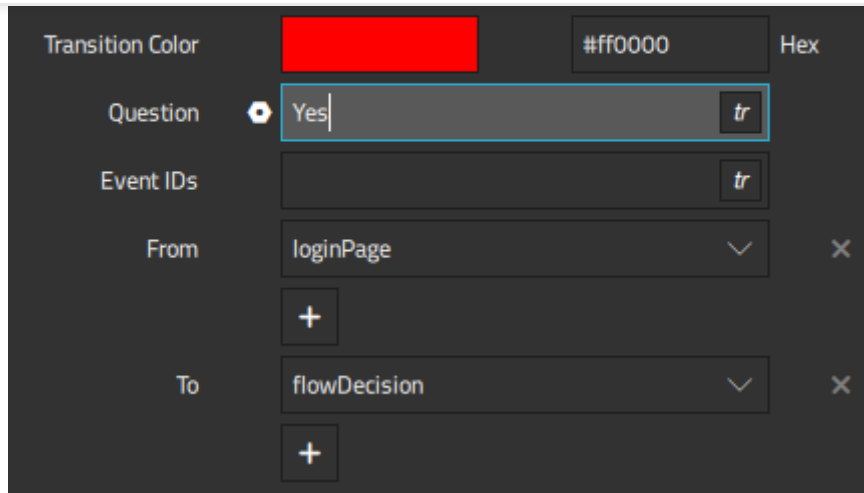 Transition Color #ff0000 Hex
Question Yes tr
Event IDs tr
From loginPage
+
To flowDecision
+